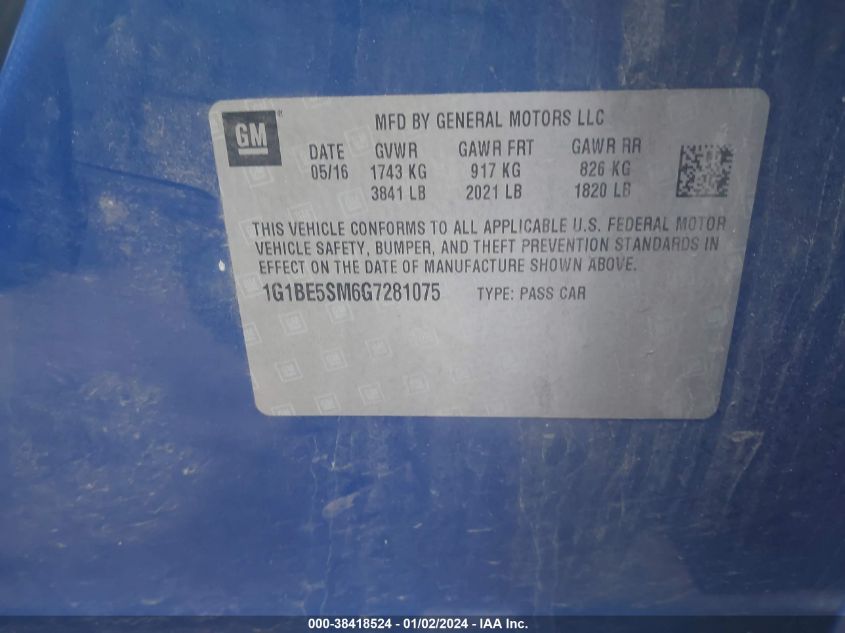 GM
MFD BY GENERAL MOTORS LLC
DATE GVWR GAWR FRT GAWR RR
05/16 1743 KG 917 KG 826 KG
3841 LB 2021 LB 1820 LB
THIS VEHICLE CONFORMS TO ALL APPLICABLE U.S. FEDERAL MOTOR
VEHICLE SAFETY, BUMPER, AND THEFT PREVENTION STANDARDS IN
EFFECT ON THE DATE OF MANUFACTURE SHOWN ABOVE.
1G1BE5SM6G7281075 TYPE: PASS CAR
000-38418524 - 01/02/2024 - IAA Inc.